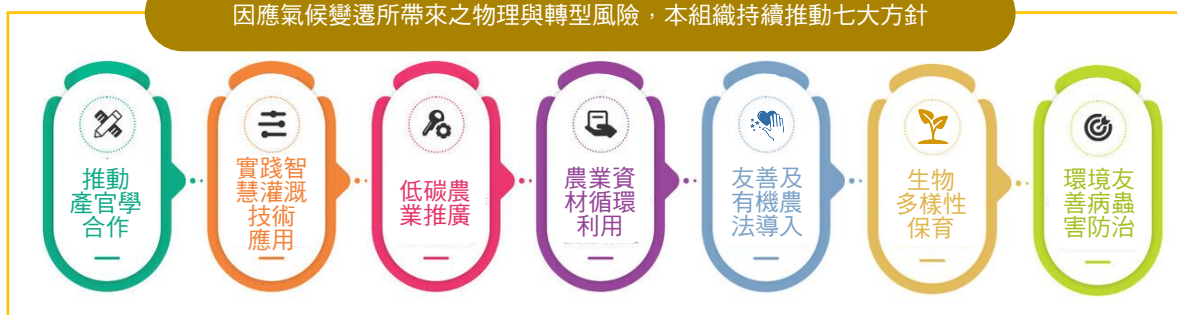 因應氣候變遷所帶來之物理與轉型風險，本組織持續推動七大方針
推動
產官學
合作
實踐智
慧灌溉
技術
應用
低碳農
業推廣
農業資
材循環
利用
友善及
有機農
法導入
生物
多樣性
保育
環境友
善病蟲
害防治